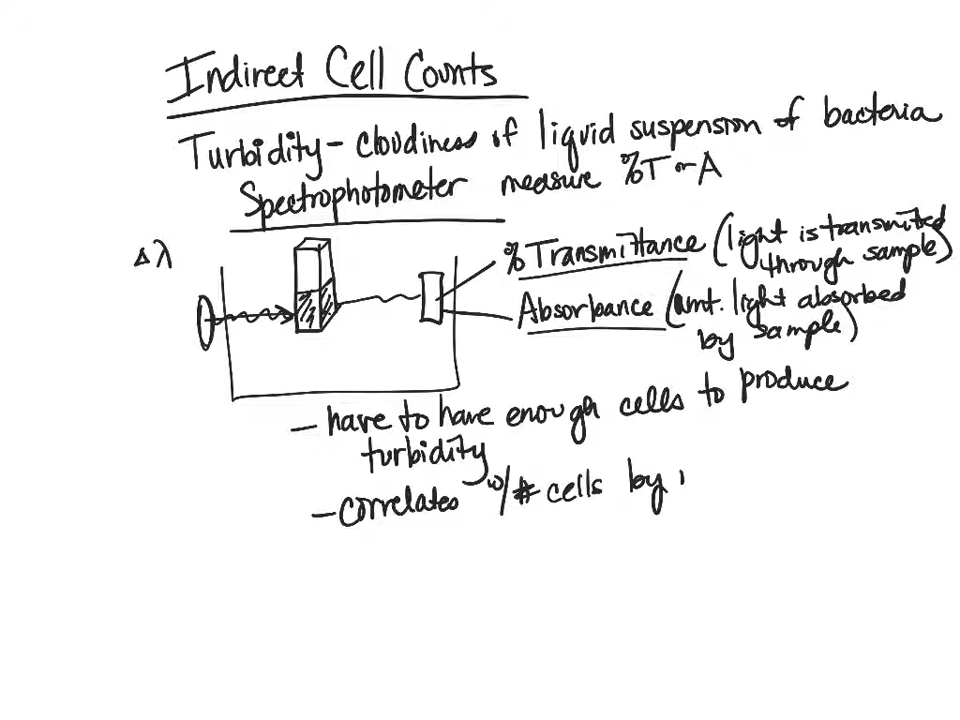 Indirect Cell Counts
Turbidity - cloudiness of liquid suspension of bacteria
Spectrophotometer measure %T or A
Δλ
% Transmittance (light is transmitted
through sample)
Absorbance (amt. light absorbed
by sample)
- have to have enough cells to produce
turbidity
- correlates w/ # cells by